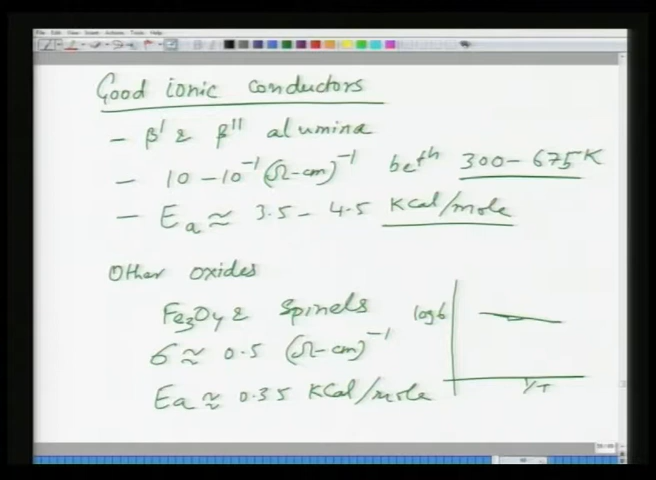 Good ionic conductors
- β' & β" alumina
- 10 - 10⁻¹ (Ω-cm)⁻¹ betⁿ 300 - 675 K
- Ea ≈ 3.5 - 4.5 KCal/mole
Other oxides
Fe₃O₄ & Spinels
σ ≈ 0.5 (Ω-cm)⁻¹
Ea ≈ 0.35 KCal/mole
log σ
1/T